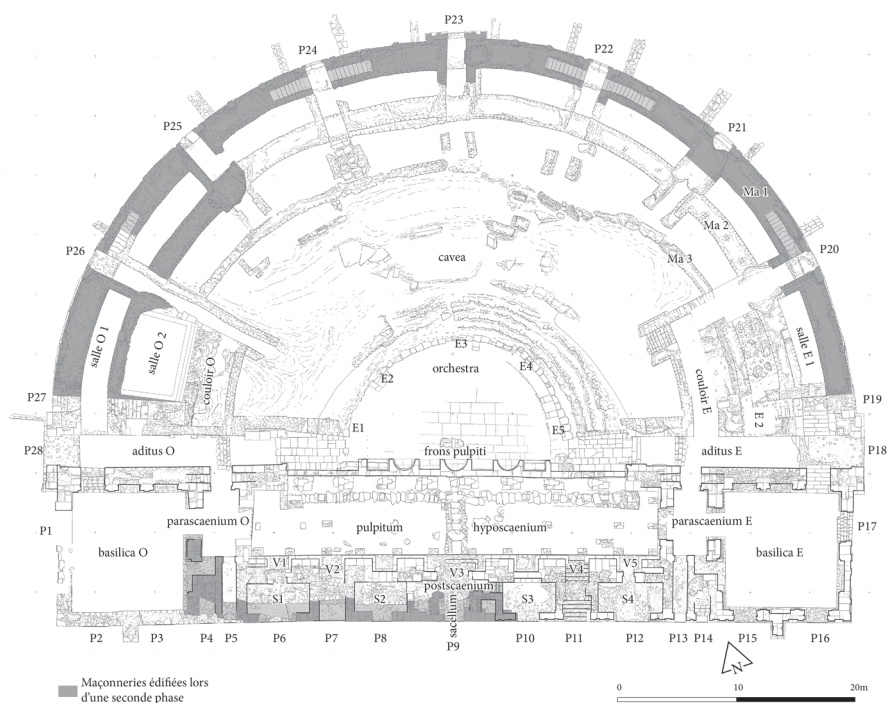 P23
P24
P22
P25
P21
Ma 1
P26
Ma 2
P20
cavea
Ma 3
salle O 1
salle O 2
couloir O
E3
E4
orchestra
E2
couloir E
E 2
salle E 1
P27
P19
E1
E5
P28
aditus O
frons pulpiti
aditus E
P18
P1
parascaenium O
pulpitum
hyposcaenium
parascaenium E
P17
basilica O
basilica E
V1
V2
V3
V4
V5
postscaenium
S1
S2
sacellum
S3
S4
P2
P3
P4
P5
P6
P7
P8
P9
P10
P11
P12
P13
P14
P15
P16
N
Maçonneries édifiées lors
d'une seconde phase
0
10
20m